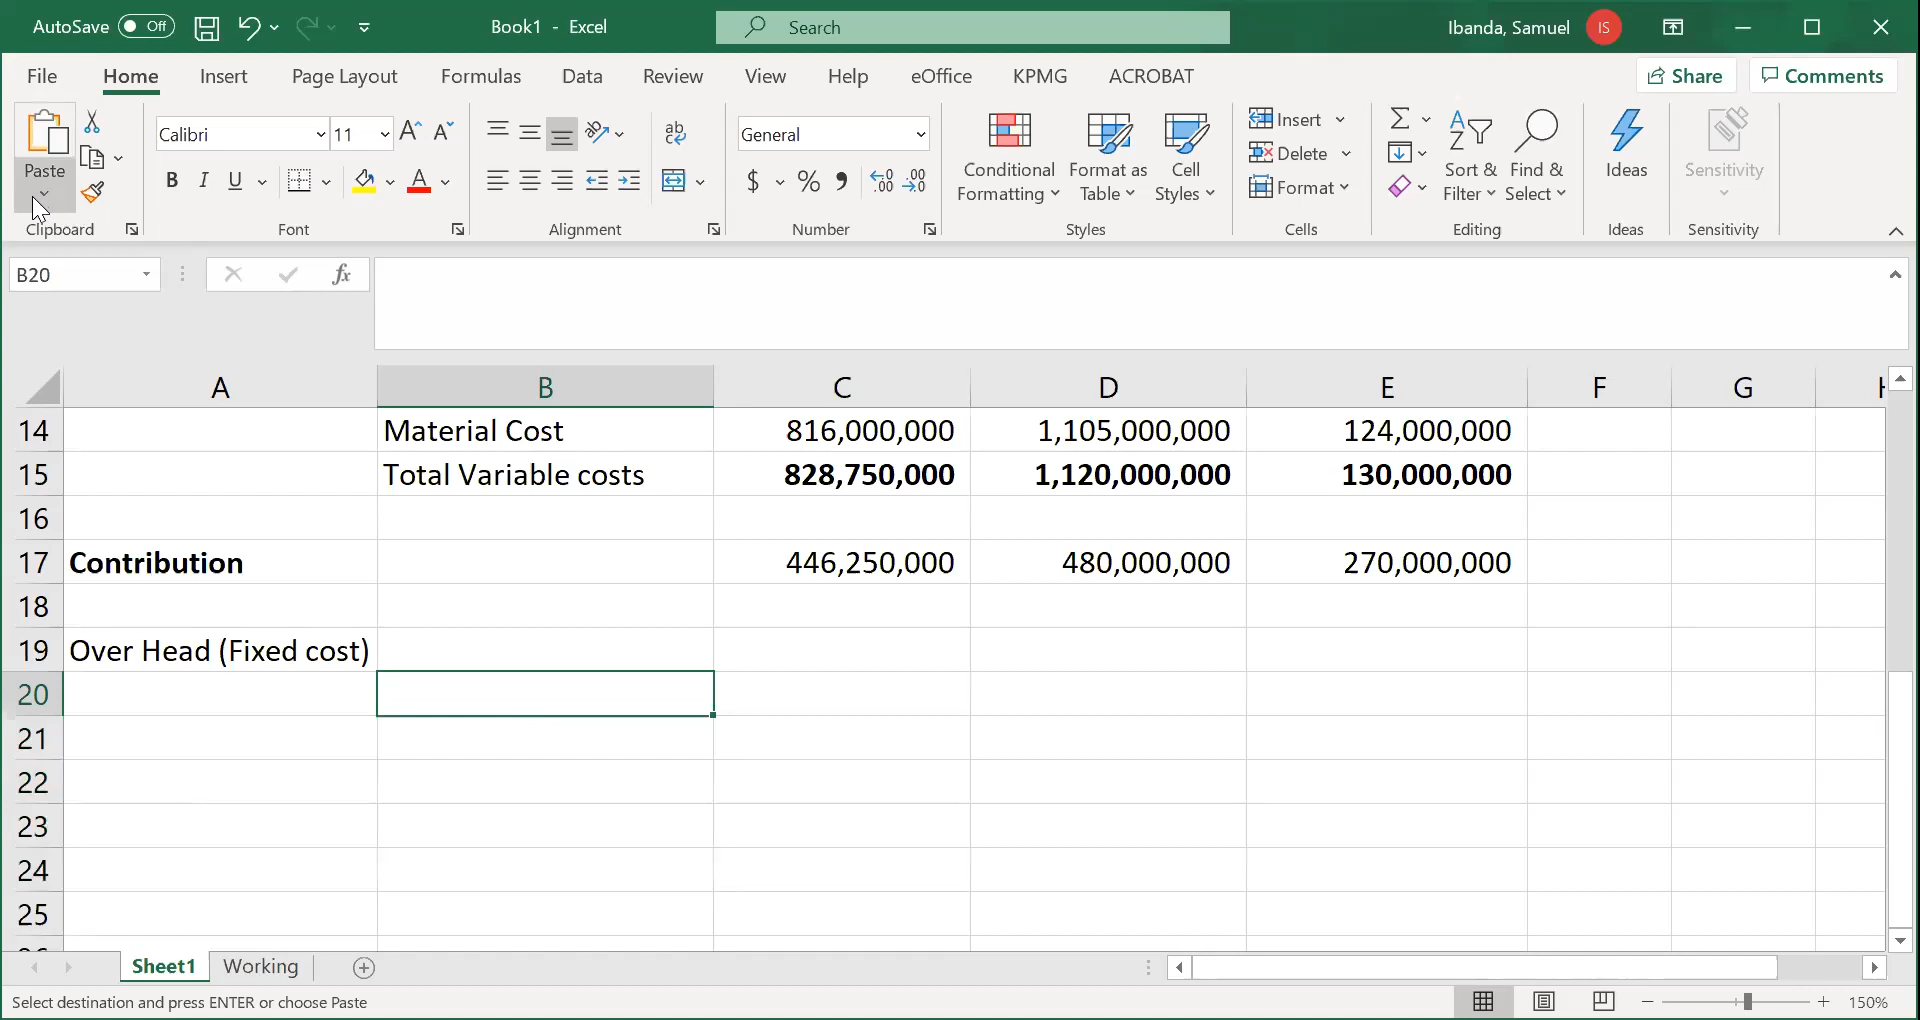 AutoSave Off Book1 - Excel Search Ibanda, Samuel IS
File Home Insert Page Layout Formulas Data Review View Help eOffice KPMG ACROBAT Share Comments
Calibri 11 General Insert
Delete
Paste Conditional Format as Cell Sort & Find & Ideas Sensitivity
B I U $ % Formatting Table Styles Format Filter Select
Clipboard Font Alignment Number Styles Cells Editing Ideas Sensitivity
B20 fx
A B C D E F G
14 Material Cost 816,000,000 1,105,000,000 124,000,000
15 Total Variable costs 828,750,000 1,120,000,000 130,000,000
16
17 Contribution 446,250,000 480,000,000 270,000,000
18
19 Over Head (Fixed cost)
20
21
22
23
24
25
Sheet1 Working
Select destination and press ENTER or choose Paste 150%